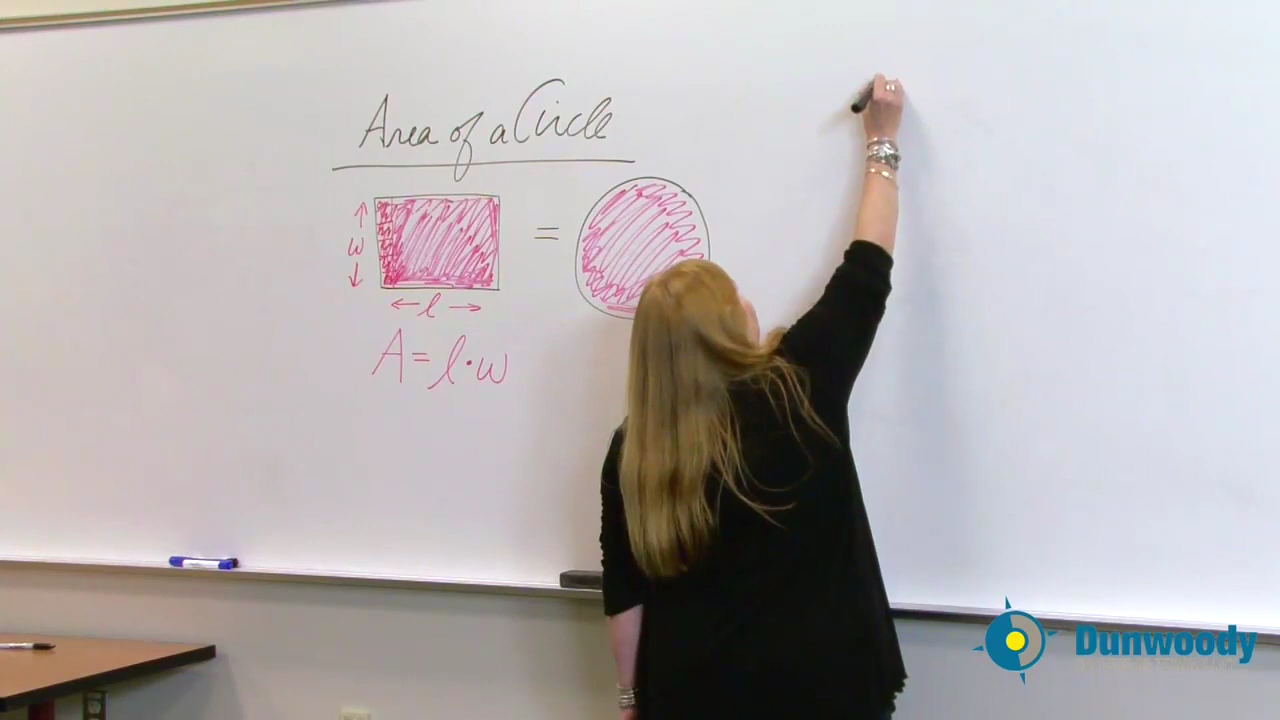 Area of a Circle
w
=
← l →
A = l · w
Dunwoody